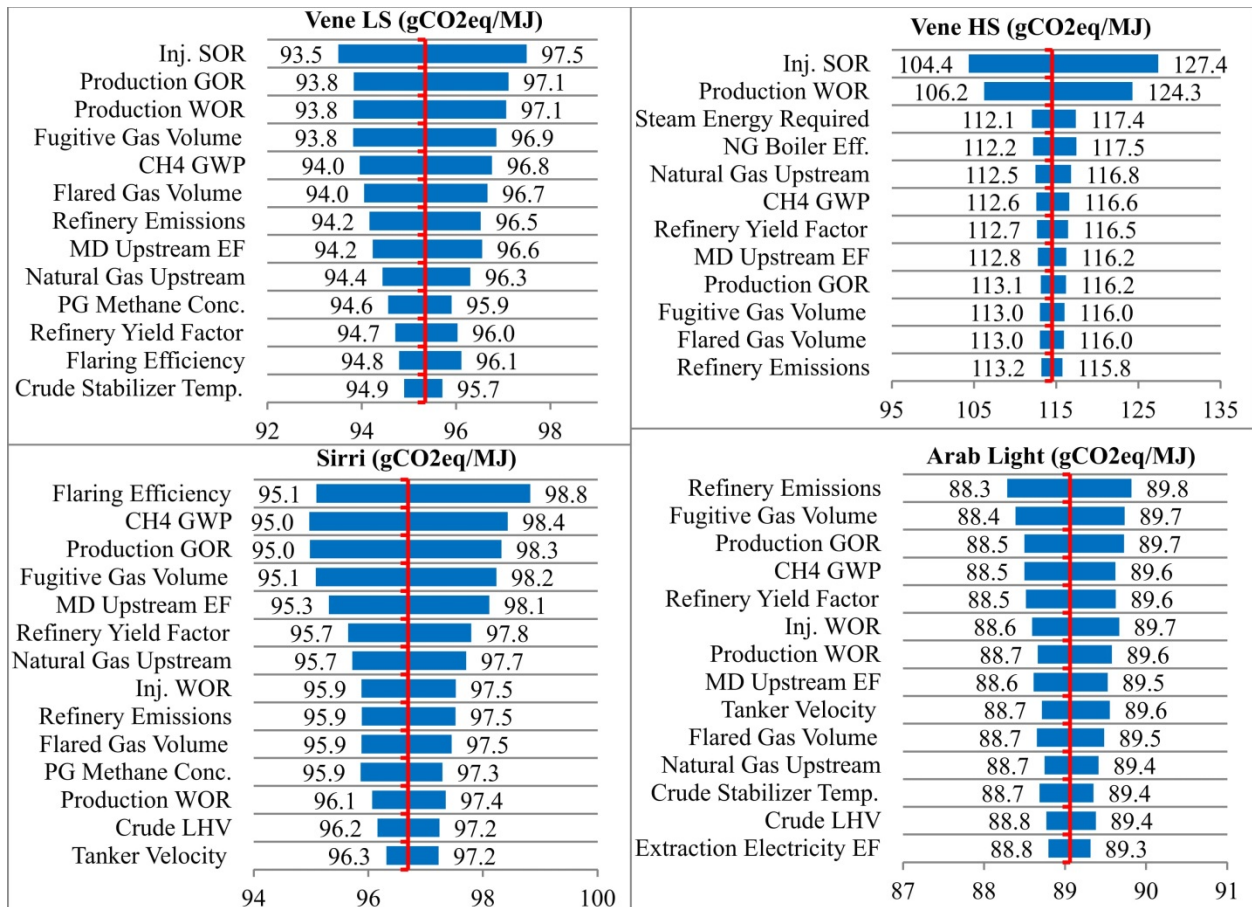 Vene LS (gCO2eq/MJ)
Inj. SOR 93.5 97.5
Production GOR 93.8 97.1
Production WOR 93.8 97.1
Fugitive Gas Volume 93.8 96.9
CH4 GWP 94.0 96.8
Flared Gas Volume 94.0 96.7
Refinery Emissions 94.2 96.5
MD Upstream EF 94.2 96.6
Natural Gas Upstream 94.4 96.3
PG Methane Conc. 94.6 95.9
Refinery Yield Factor 94.7 96.0
Flaring Efficiency 94.8 96.1
Crude Stabilizer Temp. 94.9 95.7
92 94 96 98
Vene HS (gCO2eq/MJ)
Inj. SOR 104.4 127.4
Production WOR 106.2 124.3
Steam Energy Required 112.1 117.4
NG Boiler Eff. 112.2 117.5
Natural Gas Upstream 112.5 116.8
CH4 GWP 112.6 116.6
Refinery Yield Factor 112.7 116.5
MD Upstream EF 112.8 116.2
Production GOR 113.1 116.2
Fugitive Gas Volume 113.0 116.0
Flared Gas Volume 113.0 116.0
Refinery Emissions 113.2 115.8
95 105 115 125 135
Sirri (gCO2eq/MJ)
Flaring Efficiency 95.1 98.8
CH4 GWP 95.0 98.4
Production GOR 95.0 98.3
Fugitive Gas Volume 95.1 98.2
MD Upstream EF 95.3 98.1
Refinery Yield Factor 95.7 97.8
Natural Gas Upstream 95.7 97.7
Inj. WOR 95.9 97.5
Refinery Emissions 95.9 97.5
Flared Gas Volume 95.9 97.5
PG Methane Conc. 95.9 97.3
Production WOR 96.1 97.4
Crude LHV 96.2 97.2
Tanker Velocity 96.3 97.2
94 96 98 100
Arab Light (gCO2eq/MJ)
Refinery Emissions 88.3 89.8
Fugitive Gas Volume 88.4 89.7
Production GOR 88.5 89.7
CH4 GWP 88.5 89.6
Refinery Yield Factor 88.5 89.6
Inj. WOR 88.6 89.7
Production WOR 88.7 89.6
MD Upstream EF 88.6 89.5
Tanker Velocity 88.7 89.6
Flared Gas Volume 88.7 89.5
Natural Gas Upstream 88.7 89.4
Crude Stabilizer Temp. 88.7 89.4
Crude LHV 88.8 89.4
Extraction Electricity EF 88.8 89.3
87 88 89 90 91